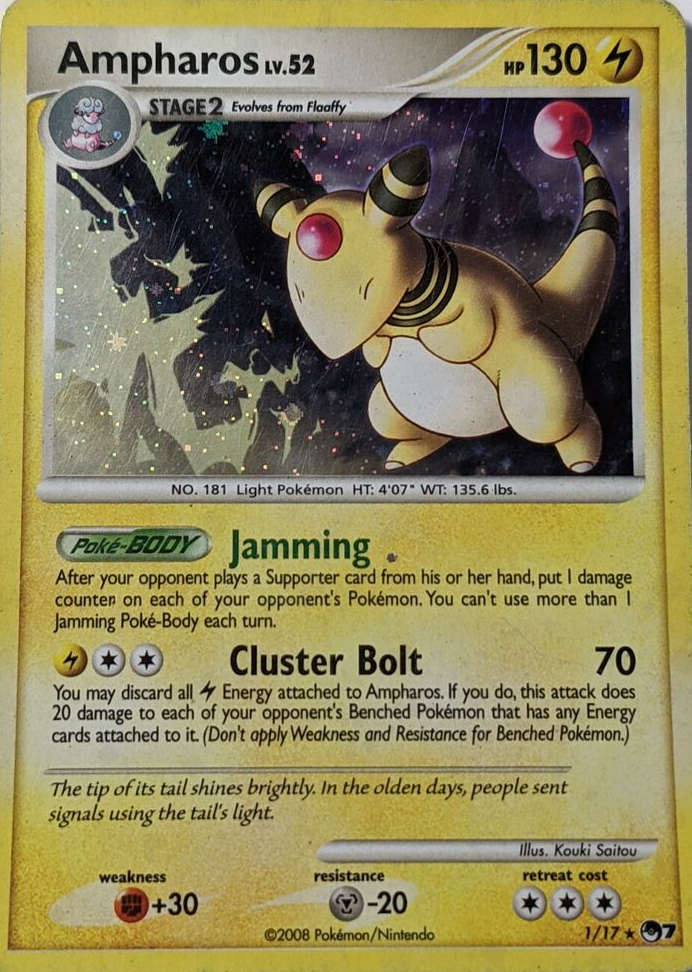 Ampharos LV.52 HP 130
STAGE2 Evolves from Flaaffy
NO. 181 Light Pokémon HT: 4'07" WT: 135.6 lbs.
Poké-BODY Jamming
After your opponent plays a Supporter card from his or her hand, put 1 damage
counter on each of your opponent's Pokémon. You can't use more than 1
Jamming Poké-Body each turn.
Cluster Bolt 70
You may discard all Energy attached to Ampharos. If you do, this attack does
20 damage to each of your opponent's Benched Pokémon that has any Energy
cards attached to it. (Don't apply Weakness and Resistance for Benched Pokémon.)
The tip of its tail shines brightly. In the olden days, people sent
signals using the tail's light.
Illus. Kouki Saitou
weakness resistance retreat cost
+30 -20
©2008 Pokémon/Nintendo 1/17 ★ 7